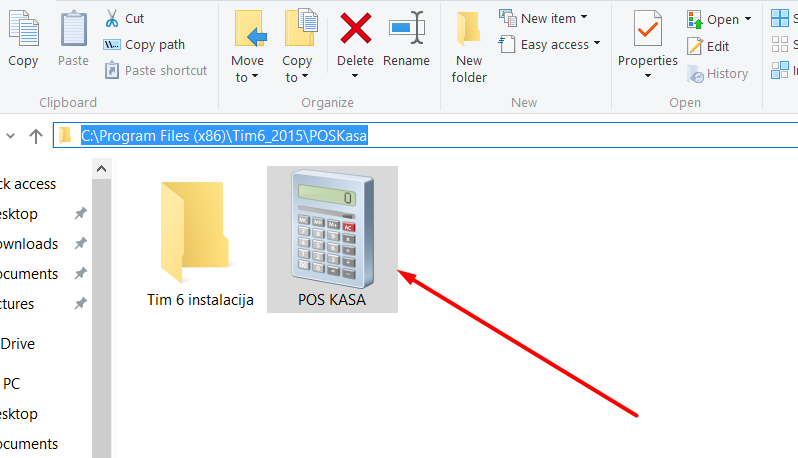 Copy
Paste
Cut
Copy path
Paste shortcut
Clipboard
Move to
Copy to
Delete
Rename
Organize
New folder
New item
Easy access
New
Properties
Open
Edit
History
Open
S
S
In
C:\Program Files (x86)\Tim6_2015\POSKasa
ck access
esktop
ownloads
ocuments
ctures
Drive
PC
esktop
ocuments
Tim 6 instalacija
POS KASA